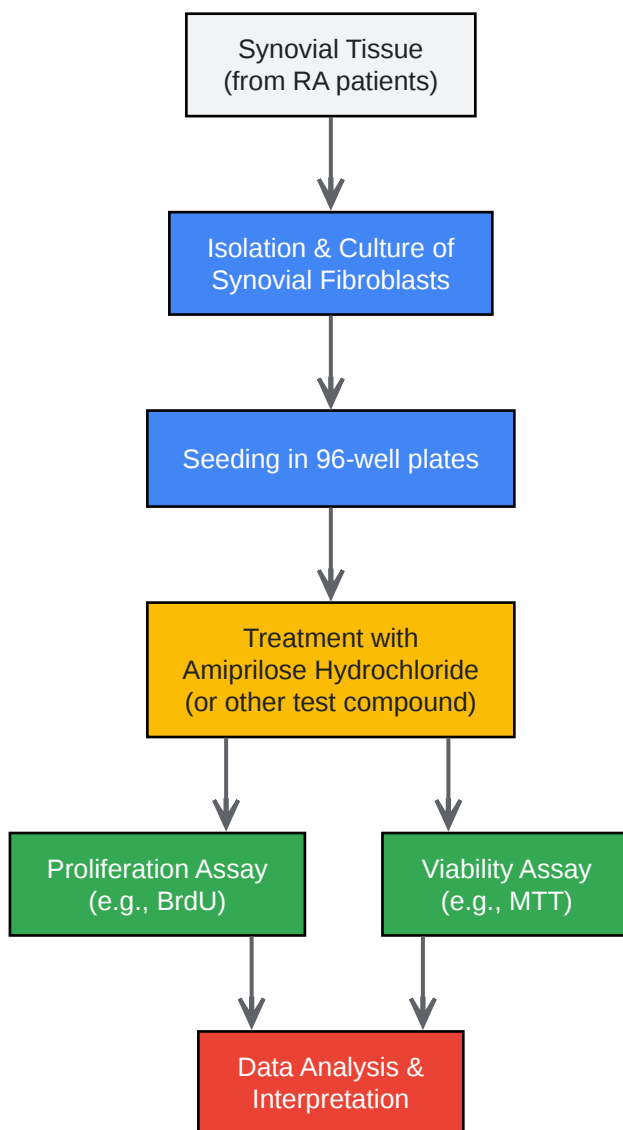 Synovial Tissue
(from RA patients)
Isolation & Culture of
Synovial Fibroblasts
Seeding in 96-well plates
Treatment with
Amiprilose Hydrochloride
(or other test compound)
Proliferation Assay
(e.g., BrdU)
Viability Assay
(e.g., MTT)
Data Analysis &
Interpretation